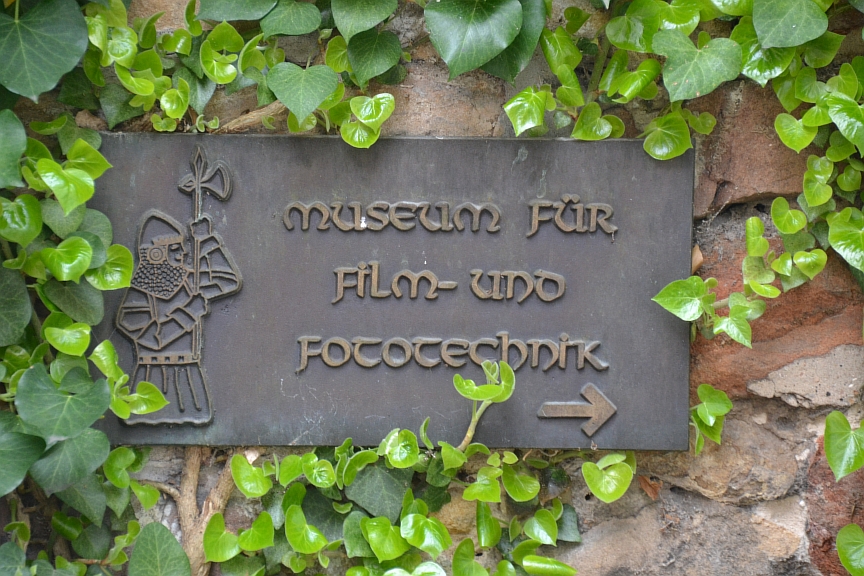 Museum für
Film- und
Fototechnik